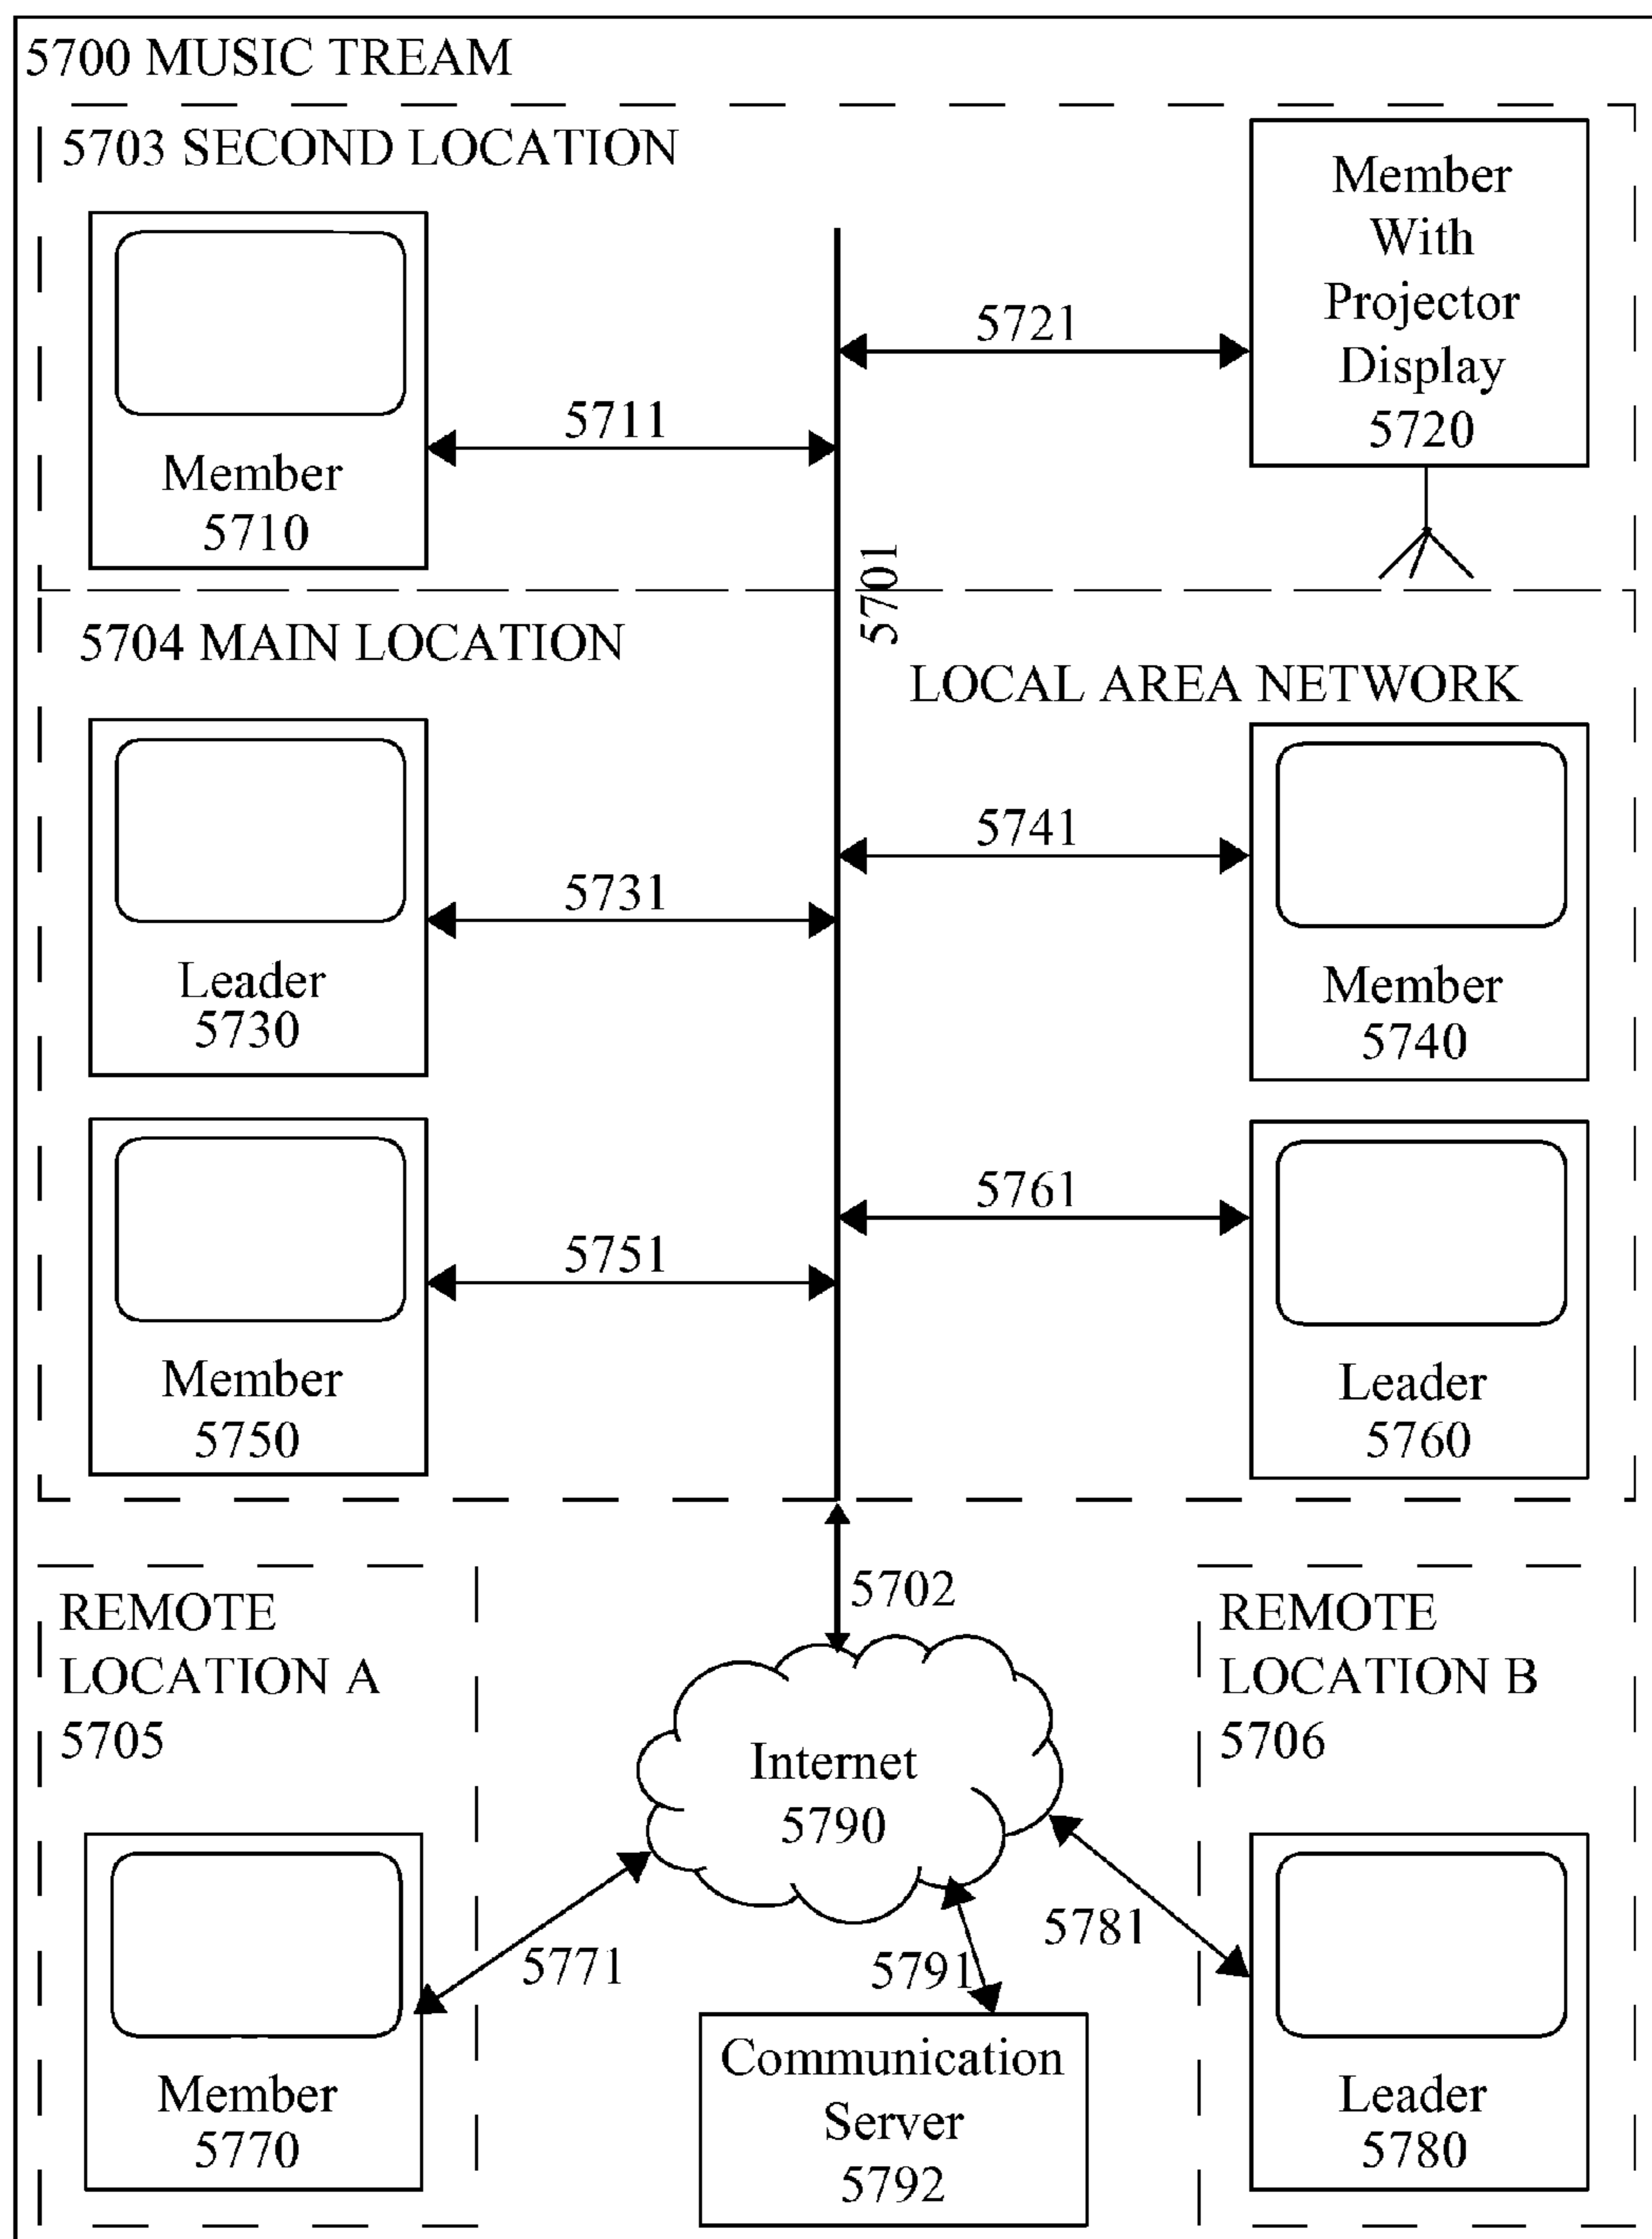 5700 MUSIC TREAM
5703 SECOND LOCATION
Member
With
Projector
Display
5720
5721
5711
Member
5710
5701
5704 MAIN LOCATION
LOCAL AREA NETWORK
5741
5731
Leader
5730
Member
5740
5761
5751
Member
5750
Leader
5760
5702
REMOTE
LOCATION A
5705
REMOTE
LOCATION B
5706
Internet
5790
5781
5771
5791
Member
5770
Communication
Server
5792
Leader
5780